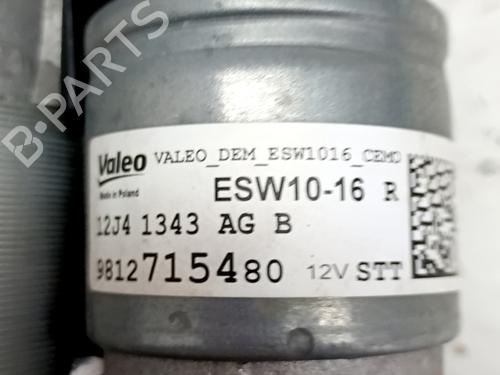 B-PARTS
Valeo VALEO_DEM_ESW1016_CEMO
Made in Poland
ESW10-16 R
12J4 1343 AG B
9812715480 12V STT